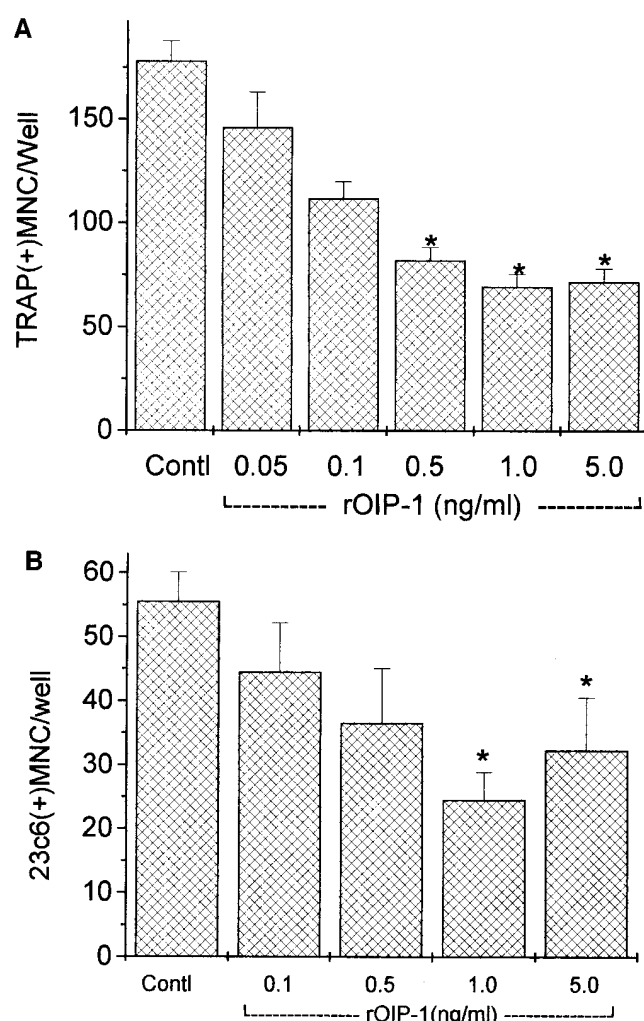 A
TRAP(+)MNC/Well
150
100
50
0
*
*
*
Contl 0.05 0.1 0.5 1.0 5.0
rOIP-1 (ng/ml)
B
23c6(+)MNC/well
60
50
40
30
20
10
0
*
*
Contl 0.1 0.5 1.0 5.0
rOIP-1(ng/ml)